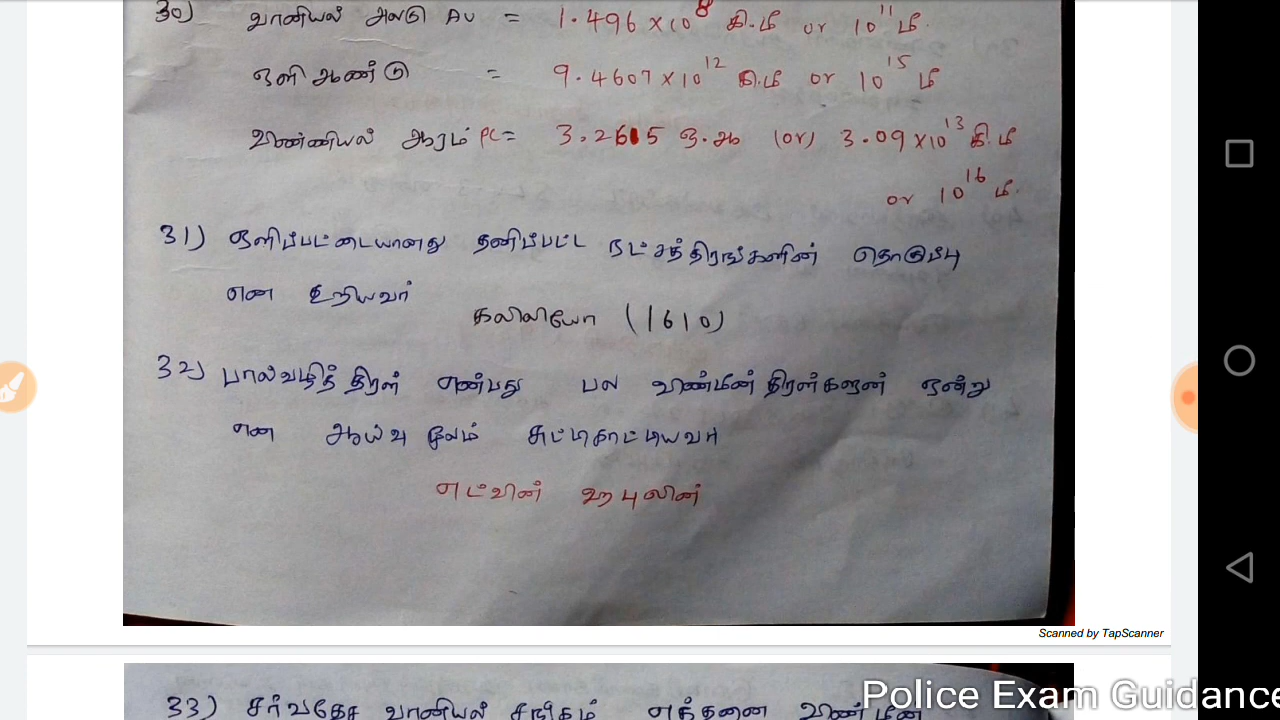 30) வானியல் அலகு AU = 1.496 x 10⁸ கி.மீ or 10¹¹ மீ.
ஒளி ஆண்டு = 9.4607 x 10¹² கி.மீ or 10¹⁵ மீ
விண்ணியல் ஆரம் PC = 3.2615 ஒ.ஆ (or) 3.09 x 10¹³ கி.மீ
or 10¹⁶ மீ.
31) ஒளிப்பட்டையானது தனிப்பட்ட நட்சத்திரங்களின் தொகுப்பு
என கூறியவர்
கலிலியோ (1610)
32) பால்வழித் திரள் என்பது பல விண்மீன் திரள்களுள் ஒன்று
என ஆய்வு மூலம் சுட்டிகாட்டியவர்
எட்வின் ஹபுலின்
Scanned by TapScanner
33) சர்வதேச வானியல் சங்கம் எத்தனை விண்மீன்
Police Exam Guidance